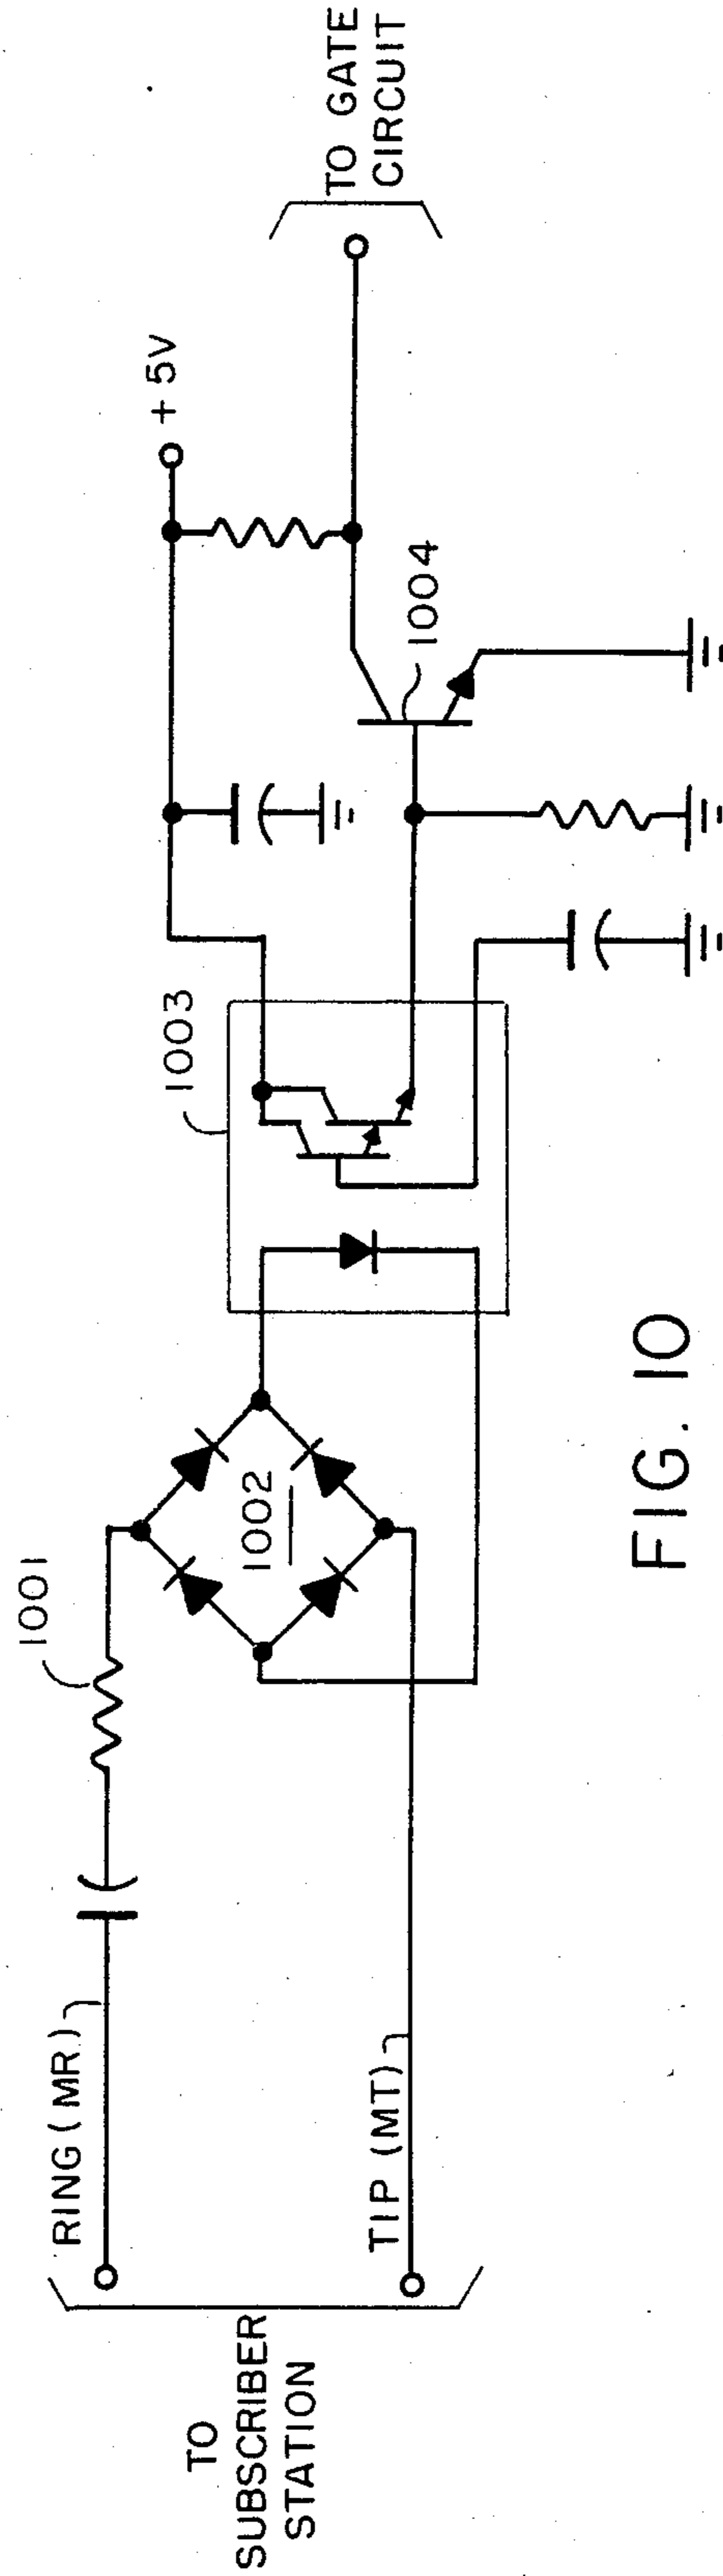 TO
SUBSCRIBER
STATION
RING (MR)
TIP (MT)
1001
1002
1003
1004
+ 5V
TO GATE
CIRCUIT
FIG. 10